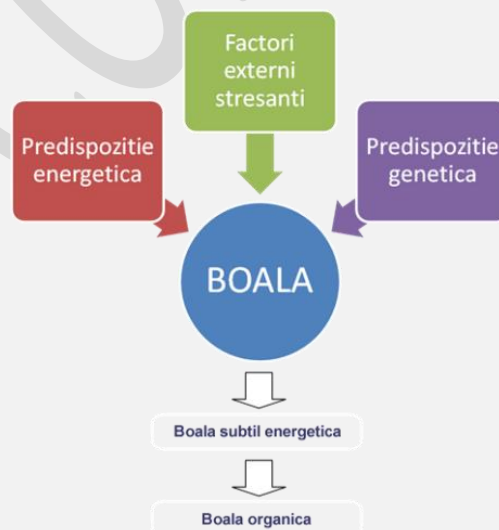 Factori
externi
stresanti
Predispozitie
energetica
Predispozitie
genetica
BOALA
Boala subtil energetica
Boala organica